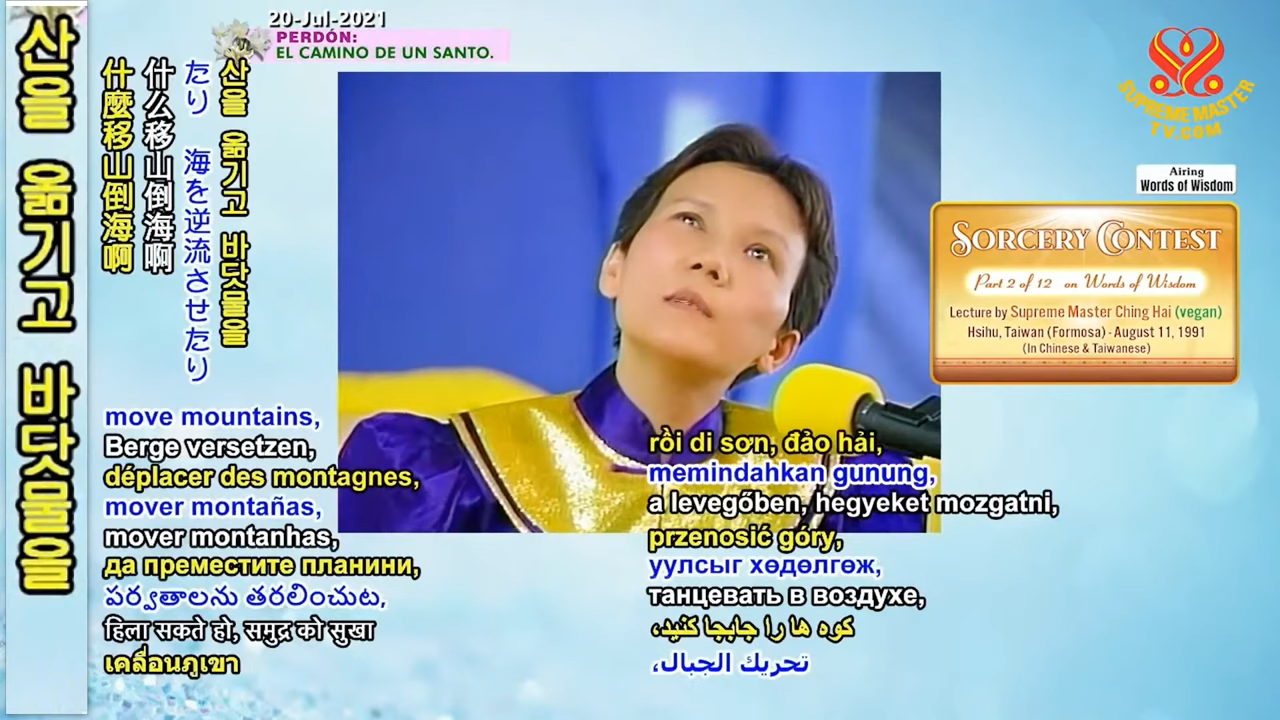 산을 옮기고 바닷물을
20-Jul-2021
PERDÓN:
EL CAMINO DE UN SANTO.
什麼移山倒海啊
什么移山倒海啊
たり 海を逆流させたり
산을 옮기고 바닷물을
SUPREME MASTER
TV.COM
Airing
Words of Wisdom
SORCERY CONTEST
Part 2 of 12 on Words of Wisdom
Lecture by Supreme Master Ching Hai (vegan)
Hsihu, Taiwan (Formosa) - August 11, 1991
(In Chinese & Taiwanese)
move mountains,
Berge versetzen,
déplacer des montagnes,
mover montañas,
mover montanhas,
да преместите планини,
పర్వతాలను తరలించుట,
हिला सकते हो, समुद्र को सुखा
เคลื่อนภูเขา
rồi di sơn, đảo hải,
memindahkan gunung,
a levegőben, hegyeket mozgatni,
przenosić góry,
уулсыг хөдөлгөж,
танцевать в воздухе,
کوه ها را جابجا کنید،
تحريك الجبال،